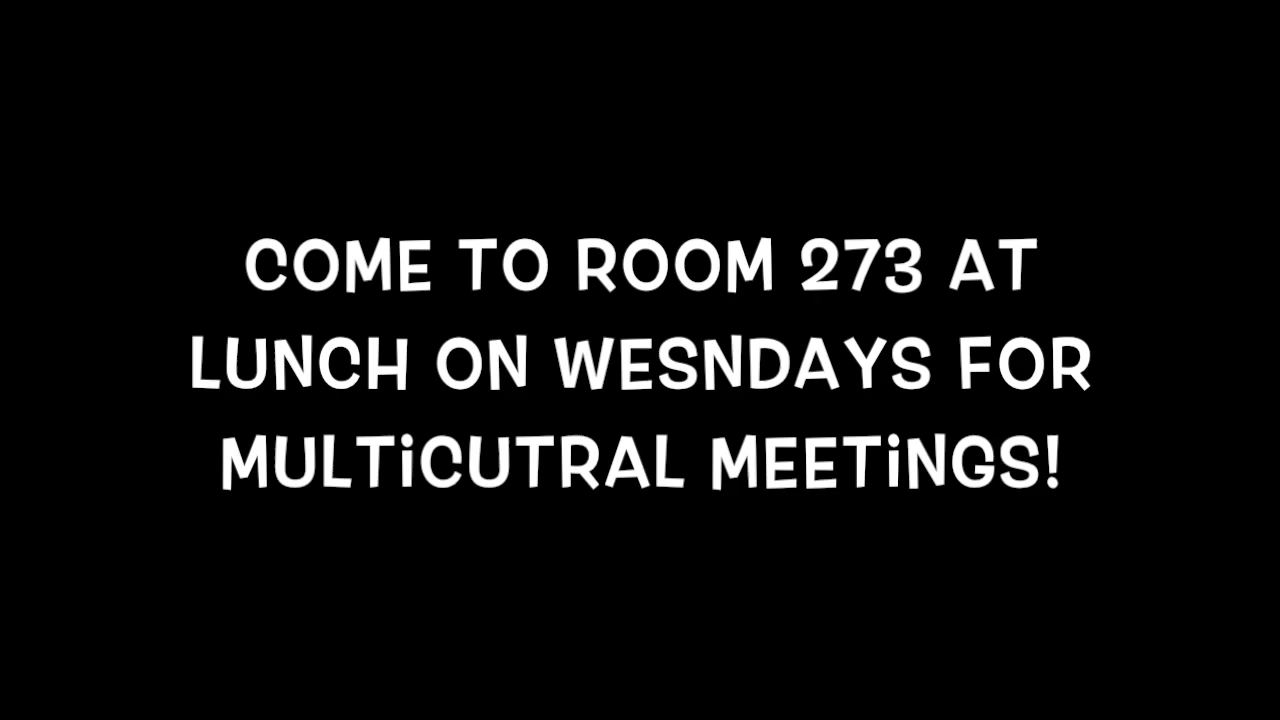 COME TO ROOM 273 AT
LUNCH ON WESNDAYS FOR
MULTiCUTRAL MEETiNGS!